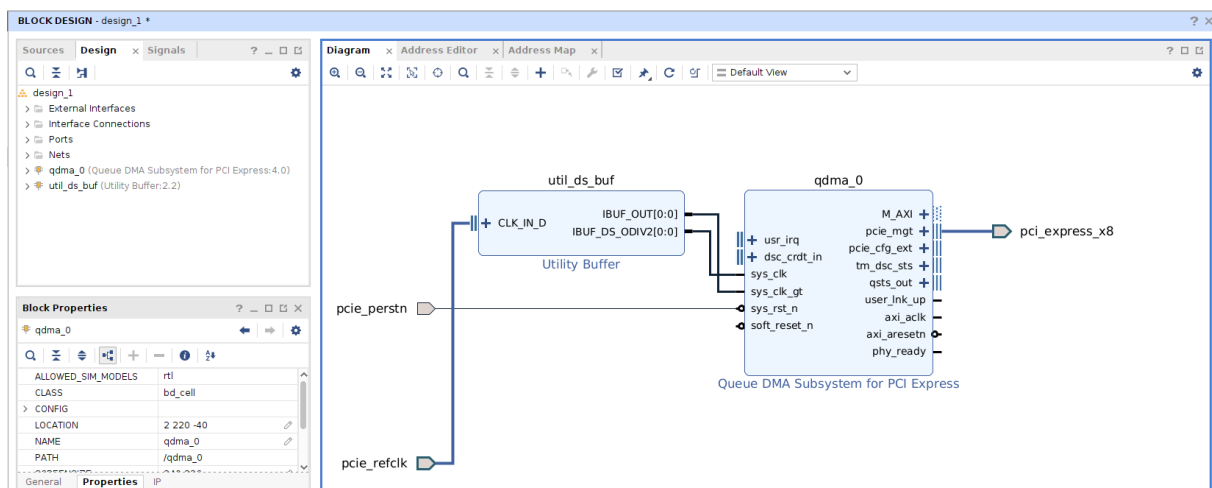 BLOCK DESIGN - design_1 *
Sources Design Signals
design_1
External Interfaces
Interface Connections
Ports
Nets
qdma_0 (Queue DMA Subsystem for PCI Express:4.0)
util_ds_buf (Utility Buffer:2.2)
Block Properties
qdma_0
ALLOWED_SIM_MODELS rtl
CLASS bd_cell
CONFIG
LOCATION 2 220 -40
NAME qdma_0
PATH /qdma_0
General Properties IP
Diagram Address Editor Address Map
Default View
util_ds_buf
CLK_IN_D
IBUF_OUT[0:0]
IBUF_DS_ODIV2[0:0]
Utility Buffer
pcie_perstn
pcie_refclk
qdma_0
usr_irq
dsc_crdt_in
sys_clk
sys_clk_gt
sys_rst_n
soft_reset_n
M_AXI
pcie_mgt
pcie_cfg_ext
tm_dsc_sts
qsts_out
user_lnk_up
axi_aclk
axi_aresetn
phy_ready
Queue DMA Subsystem for PCI Express
pci_express_x8